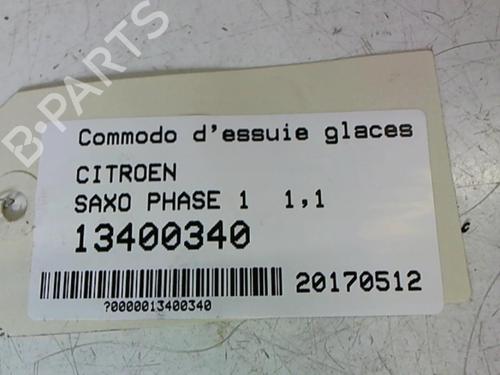 B-PARTS
Commodo d'essuie glaces
CITROEN
SAXO PHASE 1 1,1
13400340
20170512
?0000013400340